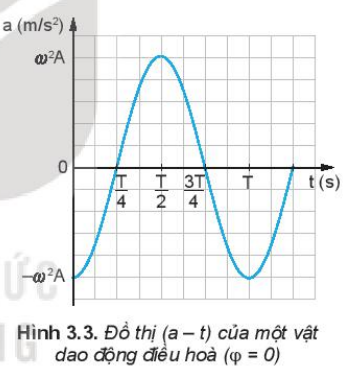 a (m/s²)
ω²A
0
T/4 T/2 3T/4 T t (s)
-ω²A
ỨC
G
Hình 3.3. Đồ thị (a – t) của một vật
dao động điều hoà (φ = 0)